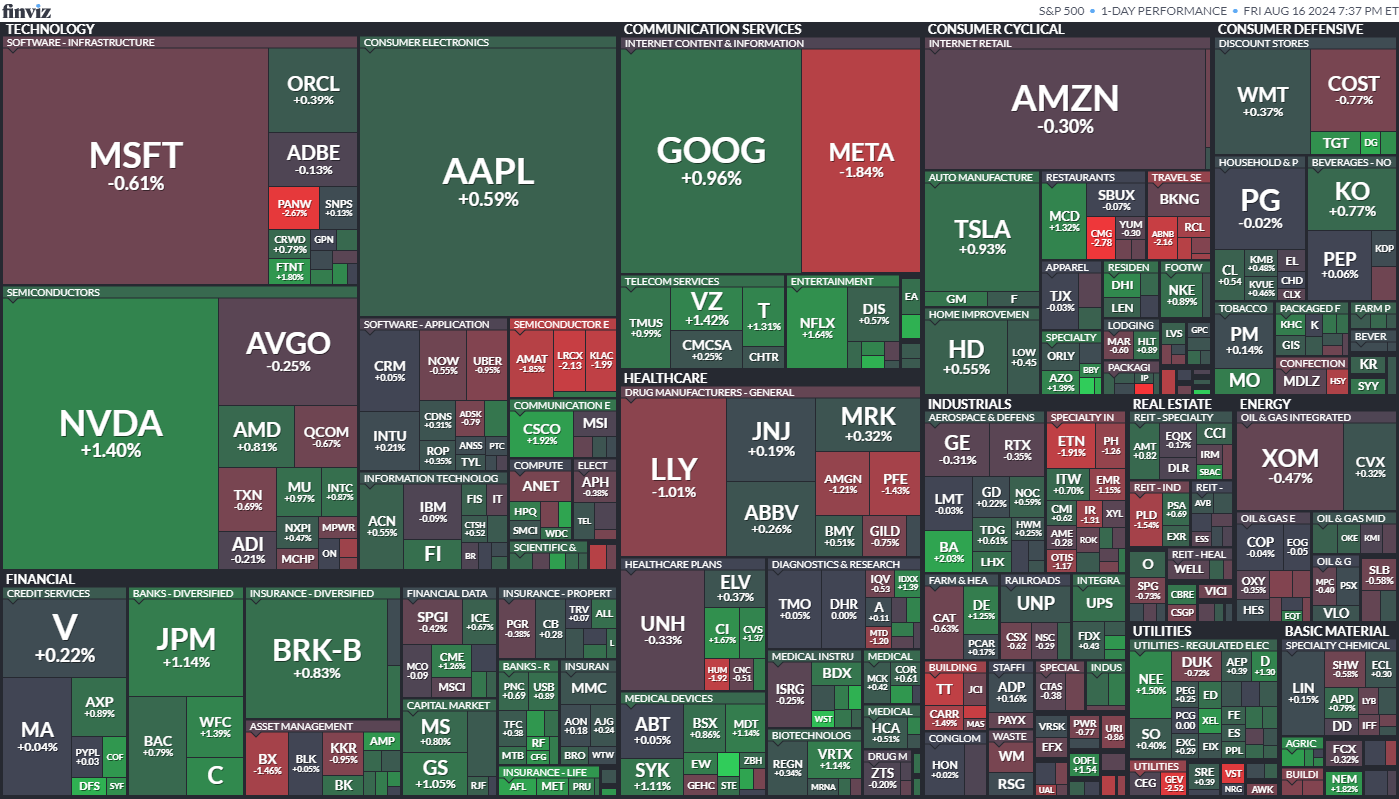 finviz
S&P 500 • 1-DAY PERFORMANCE • FRI AUG 16 2024 7:37 PM ET
TECHNOLOGY
SOFTWARE - INFRASTRUCTURE
MSFT
-0.61%
ORCL
+0.39%
ADBE
-0.13%
PANW
-2.67%
SNPS
+0.13%
CRWD
+0.79%
GPN
FTNT
+1.80%
CONSUMER ELECTRONICS
AAPL
+0.59%
SEMICONDUCTORS
NVDA
+1.40%
AVGO
-0.25%
AMD
+0.81%
QCOM
-0.67%
TXN
-0.69%
MU
+0.97%
INTC
+0.87%
NXPI
+0.47%
MPWR
ADI
-0.21%
MCHP
ON
SOFTWARE - APPLICATION
CRM
+0.05%
NOW
-0.55%
UBER
-0.95%
INTU
+0.21%
CDNS
+0.31%
ADSK
-0.79
ROP
+0.35%
ANSS
PTC
TYL
SEMICONDUCTOR E
AMAT
-1.85%
LRCX
-2.13
KLAC
-1.99
COMMUNICATION E
CSCO
+1.92%
MSI
INFORMATION TECHNOLOG
ACN
+0.55%
IBM
-0.09%
FIS
IT
CTSH
+0.52
FI
BR
COMPUTE
ANET
HPQ
SMCI
WDC
ELECT
APH
-0.38%
TEL
SCIENTIFIC &
COMMUNICATION SERVICES
INTERNET CONTENT & INFORMATION
GOOG
+0.96%
META
-1.84%
TELECOM SERVICES
TMUS
+0.99%
VZ
+1.42%
T
+1.31%
CMCSA
+0.25%
CHTR
ENTERTAINMENT
NFLX
+1.64%
DIS
+0.57%
EA
CONSUMER CYCLICAL
INTERNET RETAIL
AMZN
-0.30%
AUTO MANUFACTURE
TSLA
+0.93%
GM
F
RESTAURANTS
MCD
+1.32%
SBUX
-0.07%
CMG
-2.78
YUM
-0.30
TRAVEL SE
BKNG
ABNB
-2.16
RCL
HOME IMPROVEMEN
HD
+0.55%
LOW
+0.45
APPAREL
TJX
-0.03%
RESIDEN
DHI
LEN
FOOTW
NKE
+0.89%
SPECIALTY
ORLY
AZO
+1.39%
BBY
LODGING
MAR
-0.60
HLT
+0.89
LVS
GPC
PACKAGI
IP
CONSUMER DEFENSIVE
DISCOUNT STORES
WMT
+0.37%
COST
-0.77%
TGT
DG
HOUSEHOLD & P
PG
-0.02%
CL
+0.54
KMB
+0.48%
EL
KVUE
+0.46%
CHD
CLX
BEVERAGES - NO
KO
+0.77%
PEP
+0.06%
KDP
TOBACCO
PM
+0.14%
MO
PACKAGED F
KHC
K
GIS
FARM P
BEVER
CONFECTION
MDLZ
HSY
KR
SYY
HEALTHCARE
DRUG MANUFACTURERS - GENERAL
LLY
-1.01%
JNJ
+0.19%
MRK
+0.32%
ABBV
+0.26%
AMGN
-1.21%
PFE
-1.43%
BMY
+0.51%
GILD
-0.75%
HEALTHCARE PLANS
UNH
-0.33%
ELV
+0.37%
CI
+1.67%
CVS
+1.37
HUM
-1.92
CNC
-0.51
DIAGNOSTICS & RESEARCH
TMO
+0.05%
DHR
0.00%
IQV
-0.53
IDXX
+1.39
A
+0.11
MTD
-1.20
MEDICAL DEVICES
ABT
+0.05%
BSX
+0.86%
MDT
+1.14%
SYK
+1.11%
EW
ZBH
GEHC
STE
MEDICAL INSTRU
ISRG
-0.25%
BDX
WST
MEDICAL
MCK
+0.42
COR
+0.61
MEDICAL
HCA
+0.51%
BIOTECHNOLOG
REGN
+0.34%
VRTX
+1.14%
MRNA
DRUG M
ZTS
-0.20%
INDUSTRIALS
AEROSPACE & DEFENS
GE
-0.31%
RTX
-0.35%
LMT
-0.03%
GD
+0.22%
NOC
+0.59%
TDG
+0.61%
HWM
+0.25%
BA
+2.03%
LHX
SPECIALTY IN
ETN
-1.91%
PH
-1.26
ITW
+0.70%
EMR
-1.15%
CMI
+0.62
IR
-1.31
XYL
AME
-0.28
ROK
OTIS
-1.17
FARM & HEA
CAT
-0.63%
DE
+1.25%
PCAR
+0.17%
RAILROADS
UNP
CSX
-0.62
NSC
-0.29
INTEGRA
UPS
FDX
+0.43
BUILDING
TT
JCI
CARR
-1.49%
MAS
STAFFI
ADP
+0.16%
PAYX
SPECIAL
CTAS
-0.38
INDUS
VRSK
PWR
-0.77
URI
-0.86
EFX
CONGLOM
HON
+0.02%
WASTE
WM
RSG
UAL
ODFL
+1.54
REAL ESTATE
REIT - SPECIALTY
AMT
+0.82
EQIX
-0.17%
CCI
DLR
IRM
SBAC
REIT - IND
PLD
-1.54%
PSA
+0.69
EXR
REIT -
AVB
ESS
O
SPG
-0.73%
REIT - HEAL
WELL
CBRE
VICI
CSGP
ENERGY
OIL & GAS INTEGRATED
XOM
-0.47%
CVX
+0.32%
OIL & GAS E
COP
-0.04%
EOG
-0.05
OXY
-0.35%
HES
EQT
OIL & GAS MID
OKE
KMI
OIL & G
MPC
-0.40
PSX
VLO
SLB
-0.58%
UTILITIES
UTILITIES - REGULATED ELEC
NEE
+1.50%
DUK
-0.72%
AEP
+0.39
D
+1.30
PEG
+0.25
ED
SO
+0.40%
PCG
0.00
XEL
FE
EXC
+0.29
EIX
ES
PPL
UTILITIES
CEG
GEV
-2.52
SRE
+0.39
VST
NRG
AWK
BASIC MATERIAL
SPECIALTY CHEMICAL
LIN
+0.15%
SHW
-0.58%
ECL
+0.30
APD
+0.79%
LYB
DD
IFF
AGRIC
FCX
-0.32%
BUILDI
NEM
+1.82%
FINANCIAL
CREDIT SERVICES
V
+0.22%
MA
+0.04%
AXP
+0.89%
PYPL
+0.03
COF
DFS
SYF
BANKS - DIVERSIFIED
JPM
+1.14%
BAC
+0.79%
WFC
+1.39%
C
INSURANCE - DIVERSIFIED
BRK-B
+0.83%
ASSET MANAGEMENT
BX
-1.46%
BLK
+0.05%
KKR
-0.95%
AMP
BK
FINANCIAL DATA
SPGI
-0.42%
ICE
+0.67%
MCO
-0.09
CME
+1.26%
MSCI
CAPITAL MARKET
MS
+0.80%
GS
+1.05%
RJF
INSURANCE - PROPERT
PGR
-0.38%
CB
+0.28
TRV
+0.07
ALL
L
BANKS - R
PNC
+0.69
USB
+0.89
TFC
+0.38
RF
MTB
CFG
INSURAN
MMC
AON
+0.18
AJG
+0.24
BRO
WTW
INSURANCE - LIFE
AFL
MET
PRU